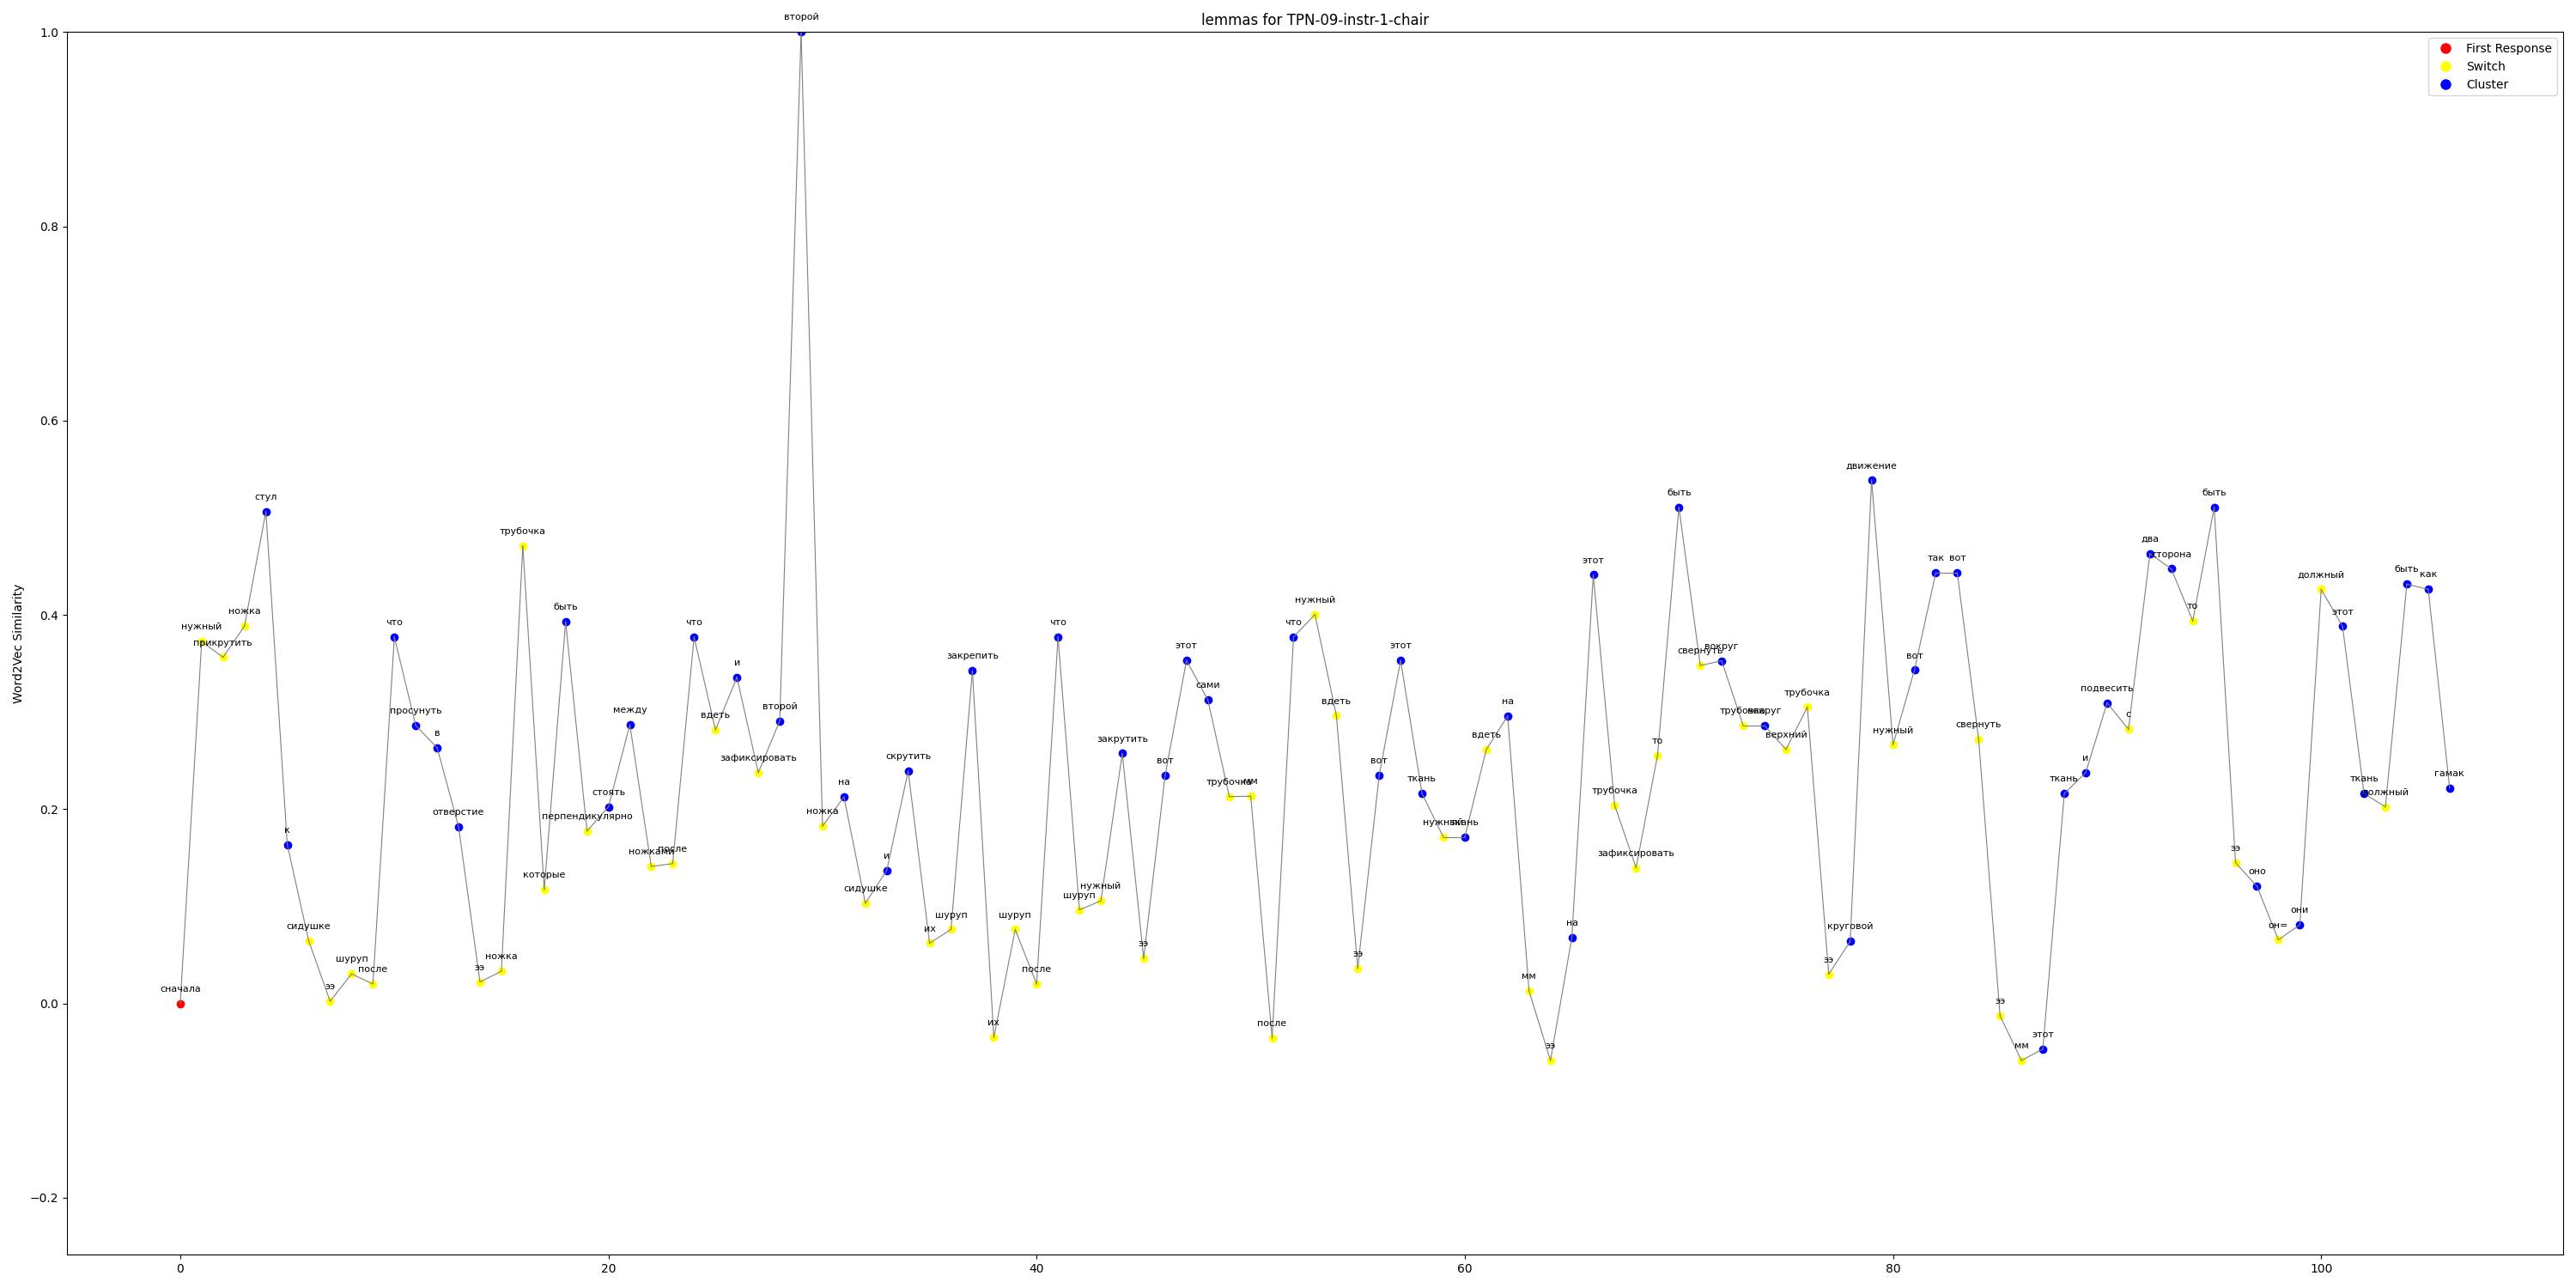 lemmas for TPN-09-instr-1-chair
First Response
Switch
Cluster
Word2Vec Similarity
1.0
0.8
0.6
0.4
0.2
0.0
−0.2
0
20
40
60
80
100
сначала
нужный
прикрутить
ножка
стул
к
сидушке
ээ
шуруп
после
что
просунуть
в
отверстие
ээ
ножка
трубочка
которые
быть
перпендикулярно
стоять
между
ножками
после
что
вдеть
и
зафиксировать
второй
второй
ножка
на
сидушке
и
скрутить
их
шуруп
закрепить
их
шуруп
после
что
шуруп
нужный
закрутить
ээ
вот
этот
сами
трубочка
мм
после
что
нужный
вдеть
ээ
вот
этот
ткань
нужный
ткань
вдеть
на
мм
ээ
на
этот
трубочка
зафиксировать
то
быть
свернуть
вокруг
трубочка
вокруг
верхний
трубочка
ээ
круговой
движение
нужный
вот
так
вот
свернуть
ээ
мм
этот
ткань
и
подвесить
с
два
сторона
то
быть
ээ
оно
он=
они
должный
этот
ткань
должный
быть
как
гамак